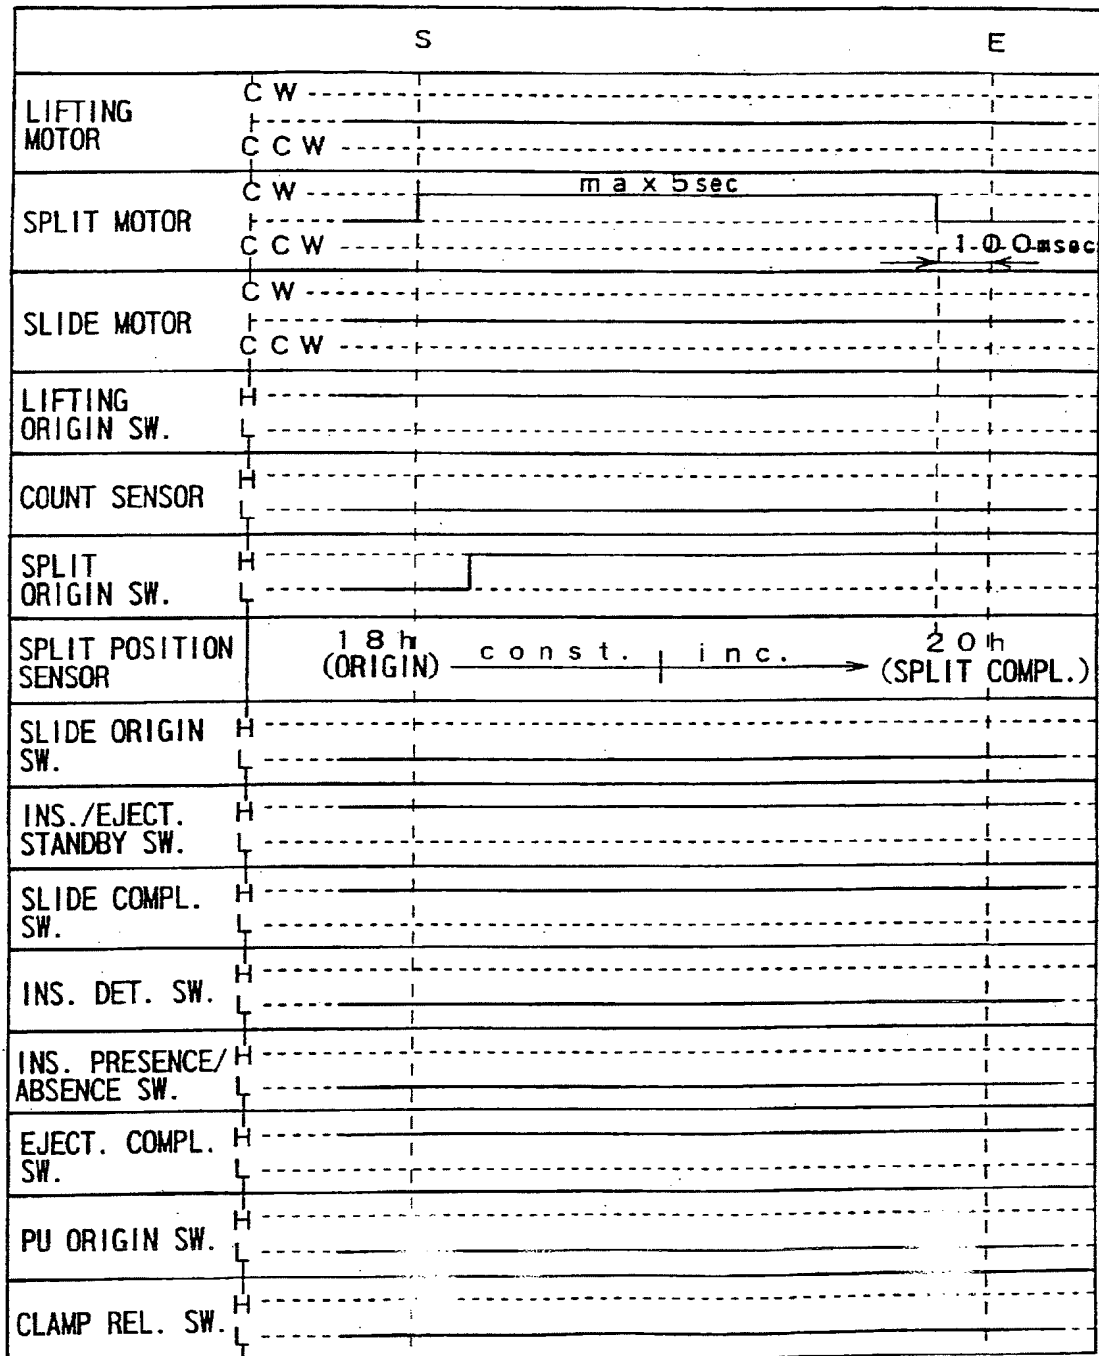 S E
LIFTING
MOTOR
CW
CCW
SPLIT MOTOR
CW
CCW
max 5sec
100msec
SLIDE MOTOR
CW
CCW
LIFTING
ORIGIN SW.
H
L
COUNT SENSOR
H
L
SPLIT
ORIGIN SW.
H
L
SPLIT POSITION
SENSOR
18h
(ORIGIN)
const.
inc.
20h
(SPLIT COMPL.)
SLIDE ORIGIN
SW.
H
L
INS./EJECT.
STANDBY SW.
H
L
SLIDE COMPL.
SW.
H
L
INS. DET. SW.
H
L
INS. PRESENCE/
ABSENCE SW.
H
L
EJECT. COMPL.
SW.
H
L
PU ORIGIN SW.
H
L
CLAMP REL. SW.
H
L